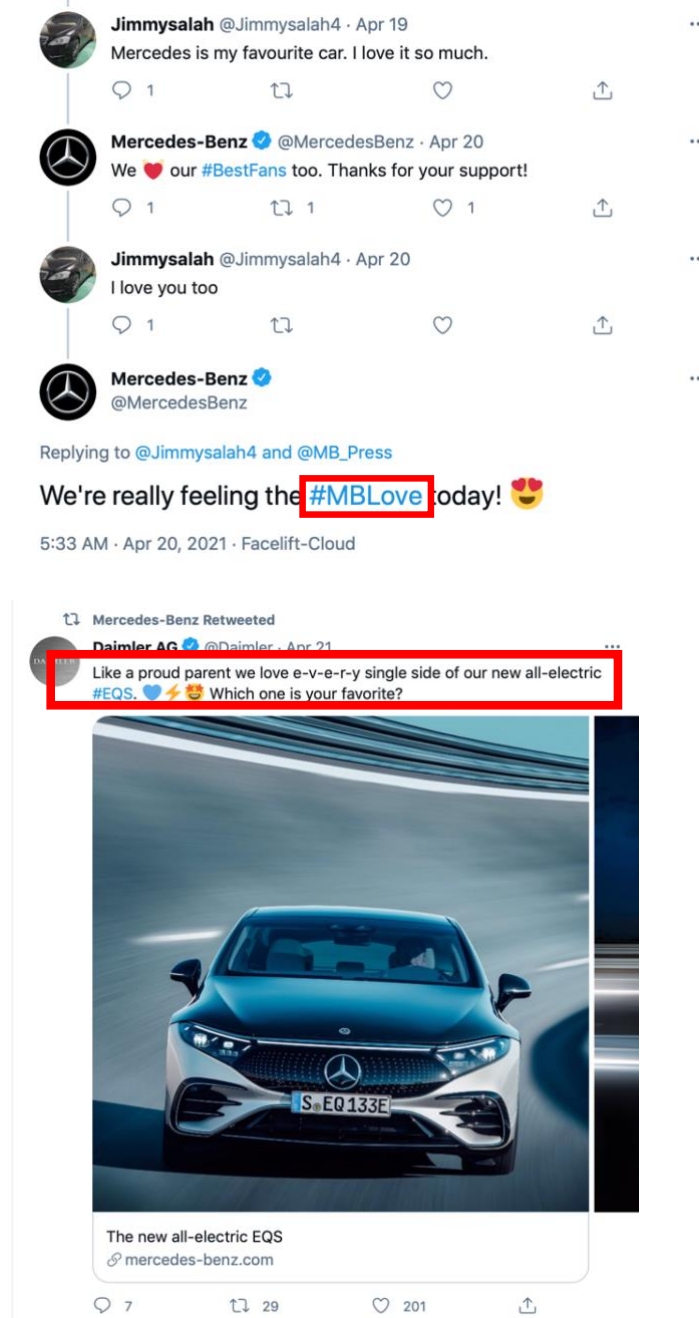 Jimmysalah @Jimmysalah4 · Apr 19
Mercedes is my favourite car. I love it so much.
1
Mercedes-Benz @MercedesBenz · Apr 20
We ❤️ our #BestFans too. Thanks for your support!
1 1 1
Jimmysalah @Jimmysalah4 · Apr 20
I love you too
1
Mercedes-Benz
@MercedesBenz
Replying to @Jimmysalah4 and @MB_Press
We're really feeling the #MBLove today! 😍
5:33 AM · Apr 20, 2021 · Facelift-Cloud
Mercedes-Benz Retweeted
Daimler AG @Daimler · Apr 21
DAIMLER
Like a proud parent we love e-v-e-r-y single side of our new all-electric
#EQS. 💙⚡🤩 Which one is your favorite?
S EQ 133E
The new all-electric EQS
mercedes-benz.com
7 29 201